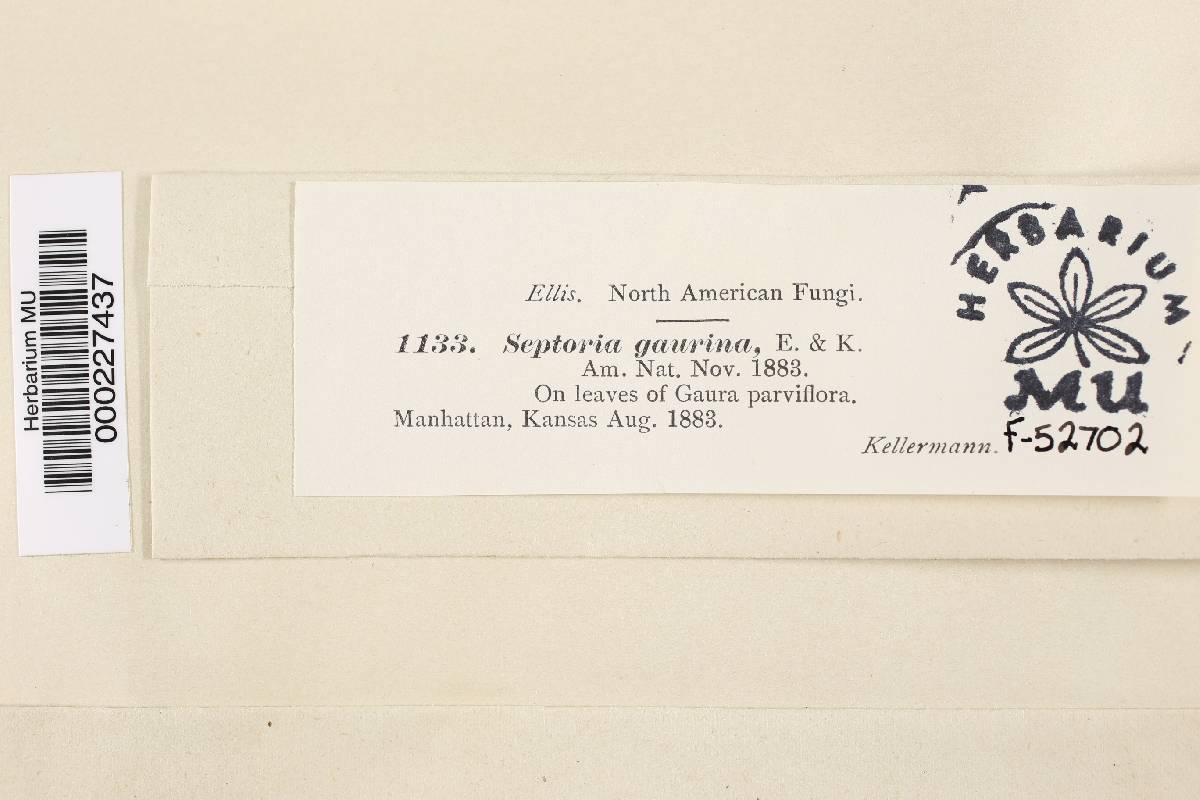 Herbarium MU
0000227437
Ellis. North American Fungi.
1133. Septoria gaurina, E. & K.
Am. Nat. Nov. 1883.
On leaves of Gaura parviflora.
Manhattan, Kansas Aug. 1883.
Kellermann.
HERBARIUM
MU
F-52702